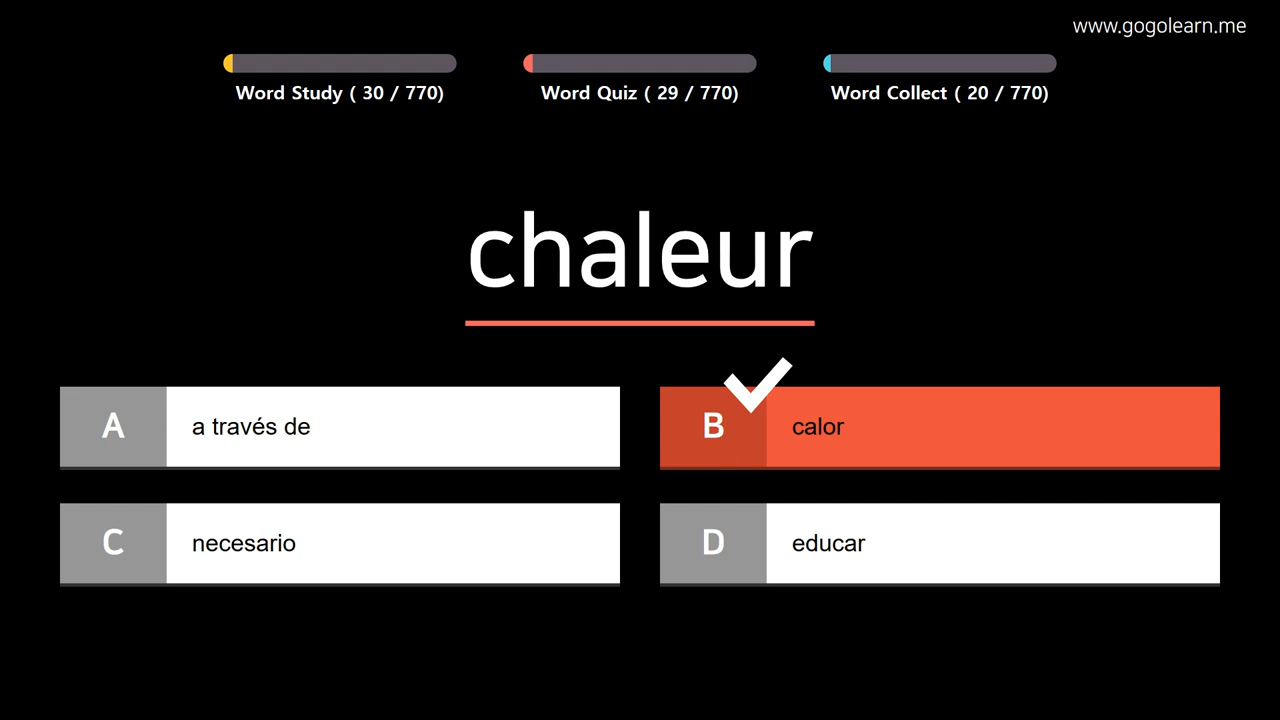 www.gogolearn.me
Word Study ( 30 / 770)
Word Quiz ( 29 / 770)
Word Collect ( 20 / 770)
chaleur
A a través de
B calor
C necesario
D educar